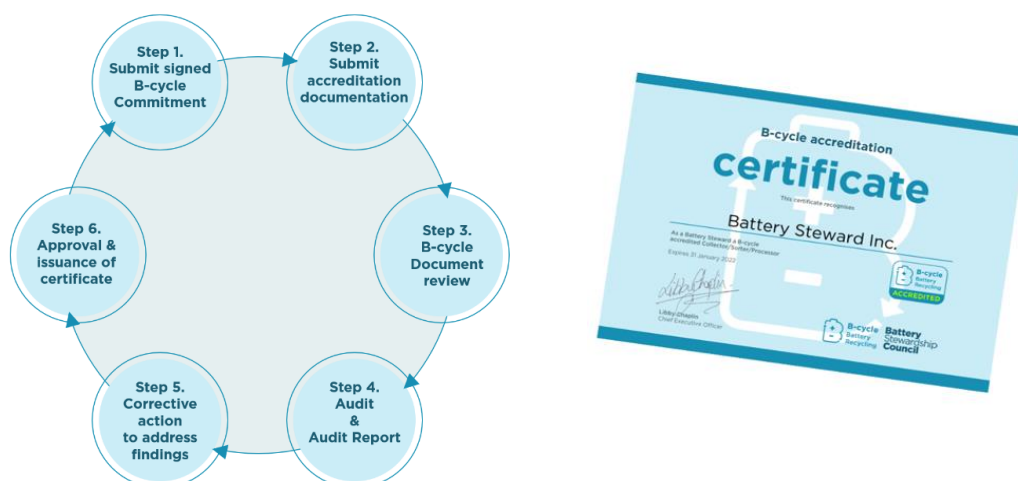 Step 1.
Submit signed
B-cycle
Commitment
Step 2.
Submit
accreditation
documentation
Step 3.
B-cycle
Document
review
Step 4.
Audit
&
Audit Report
Step 5.
Corrective
action
to address
findings
Step 6.
Approval &
issuance of
certificate
B-cycle accreditation
certificate
This certificate recognises
Battery Steward Inc.
As a Battery Steward a B-cycle
accredited Collector/Sorter/Processor
Expires 31 January 2023
Libby Chaplin
Chief Executive Officer
B-cycle
Battery
Recycling
ACCREDITED
B-cycle
Battery
Recycling
Battery
Stewardship
Council